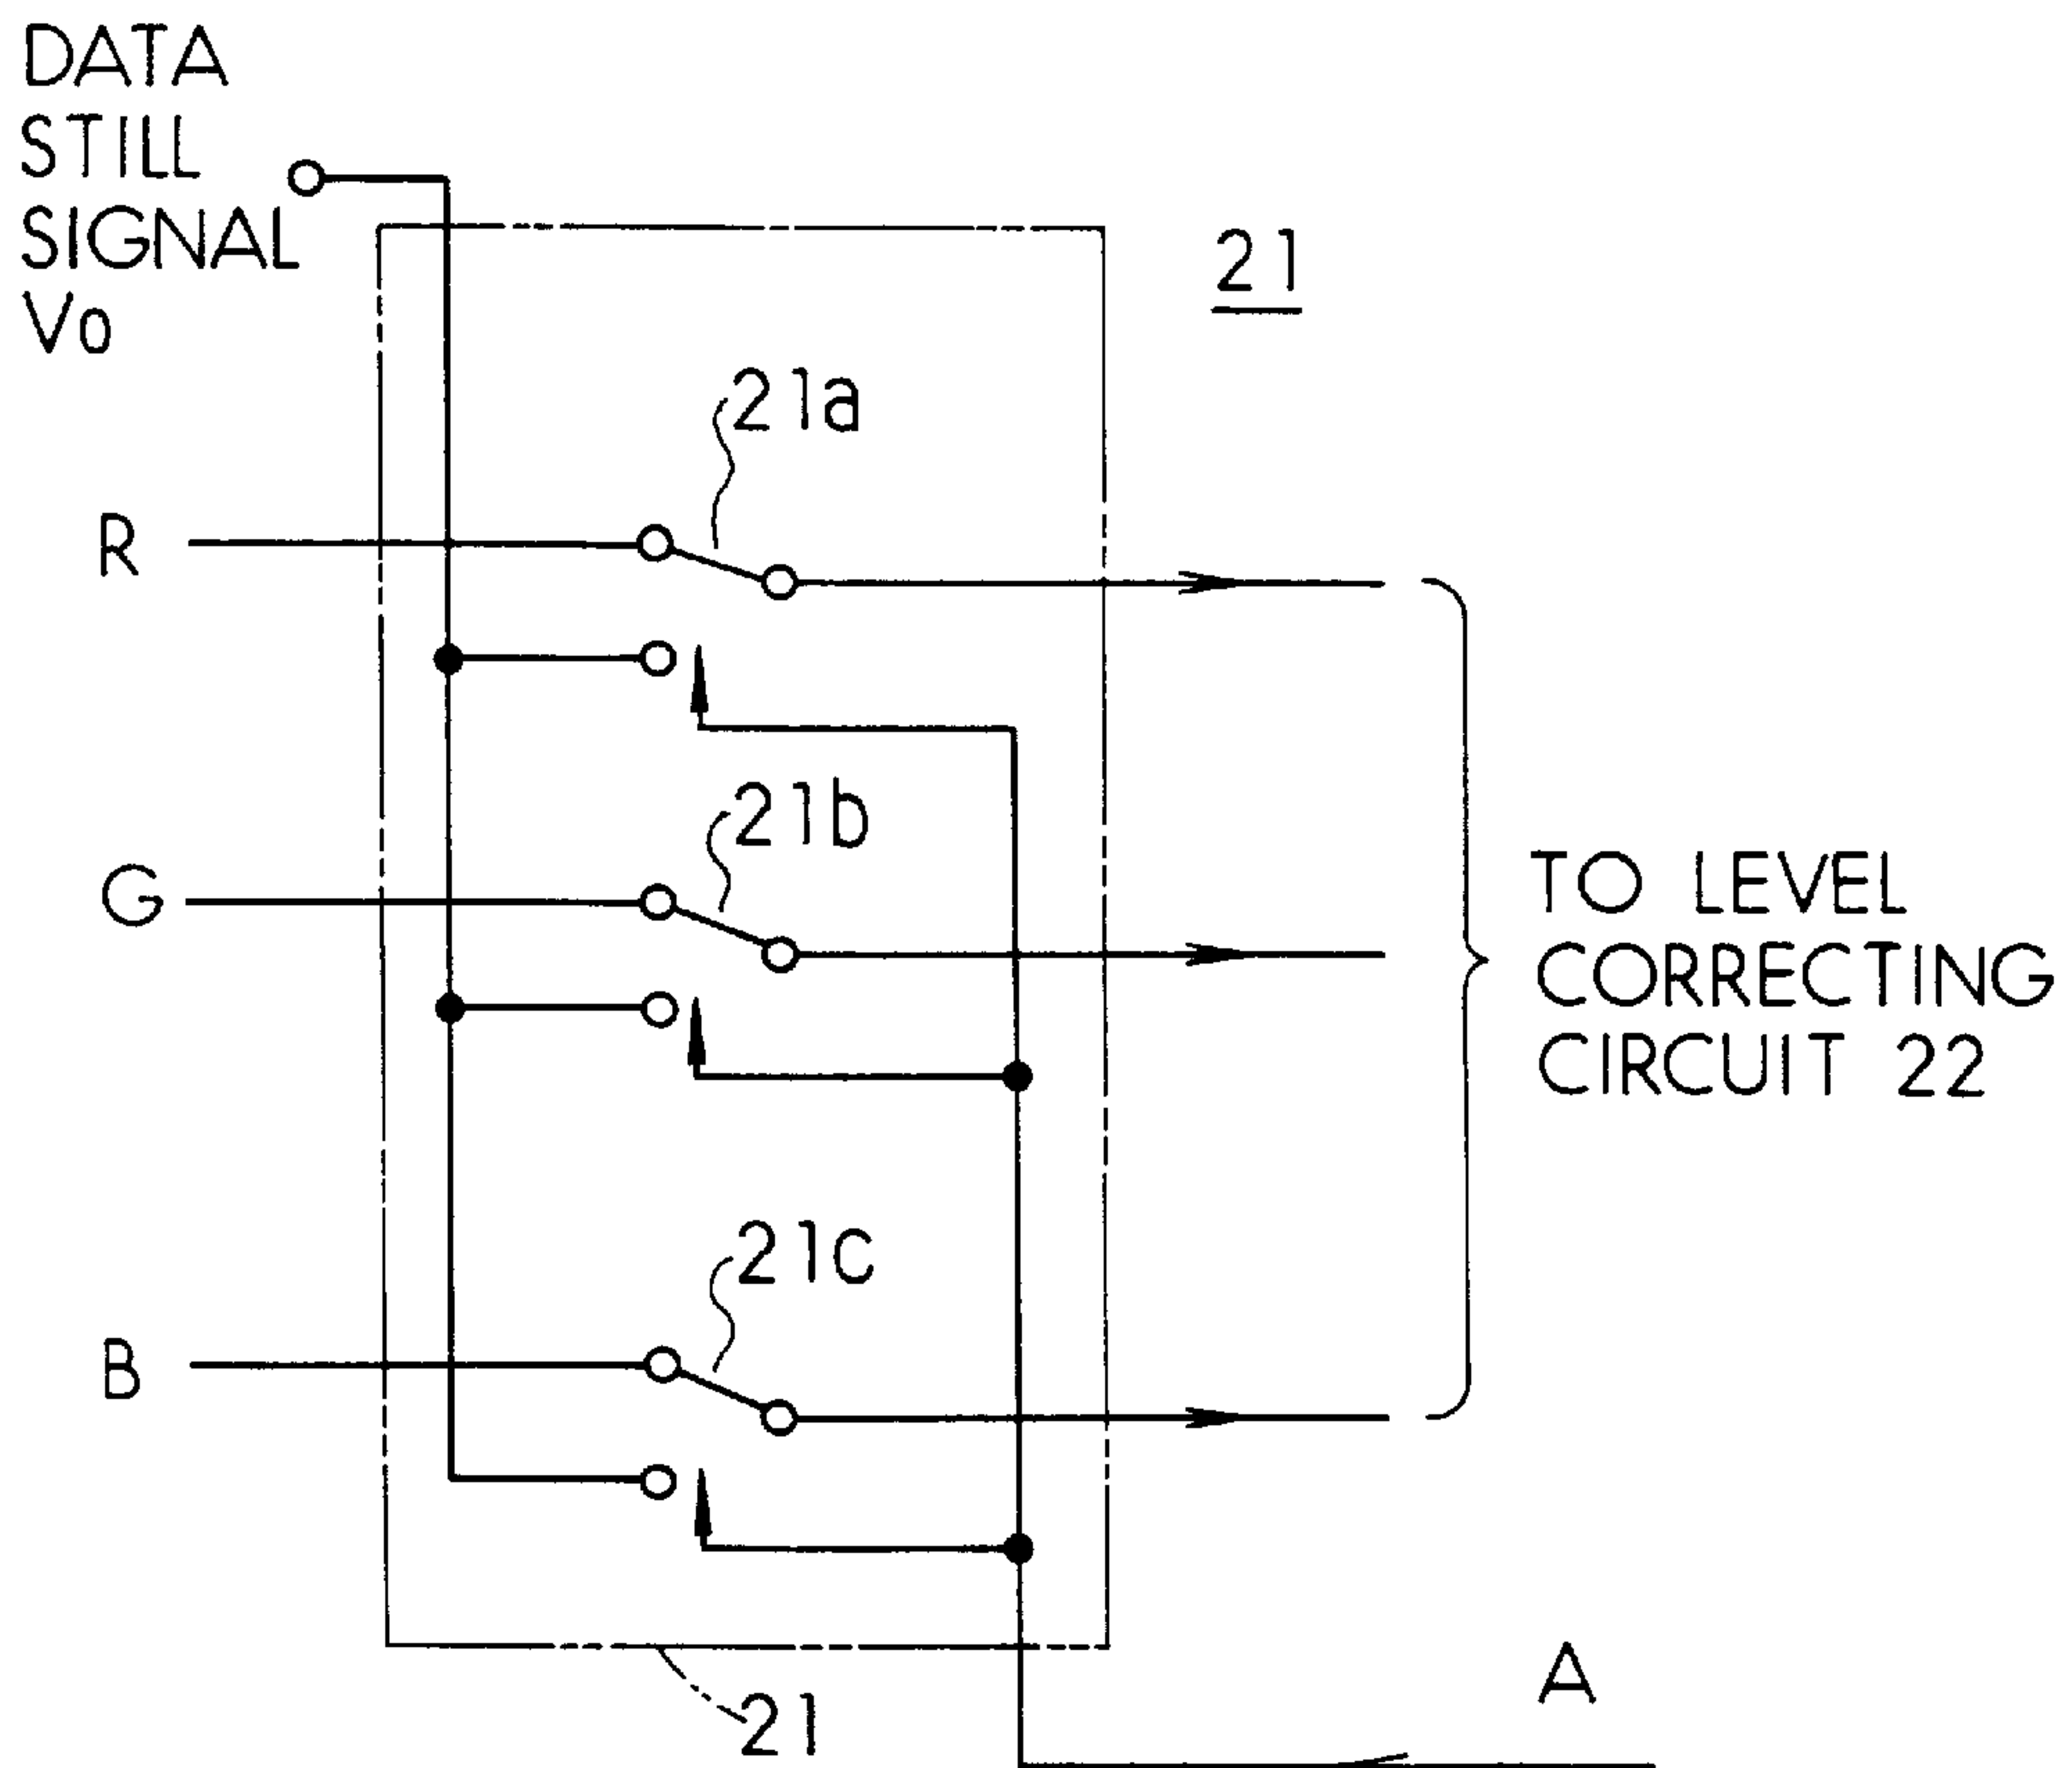 DATA
STILL
SIGNAL
Vo
21
21a
R
21b
G
TO LEVEL
CORRECTING
CIRCUIT 22
21c
B
A
21